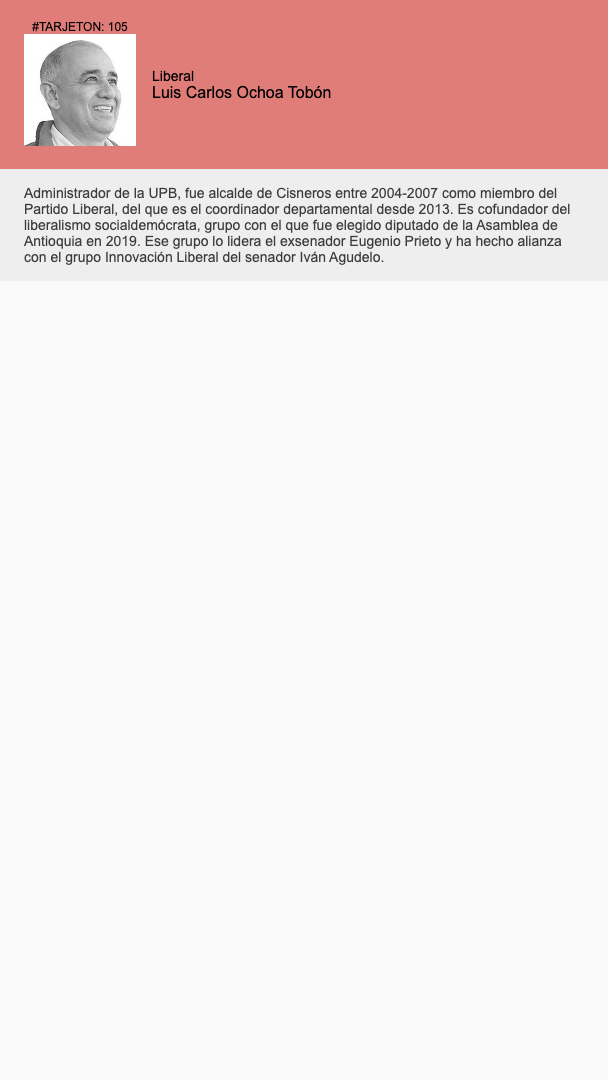 #TARJETON: 105
Liberal
Luis Carlos Ochoa Tobón
Administrador de la UPB, fue alcalde de Cisneros entre 2004-2007 como miembro del
Partido Liberal, del que es el coordinador departamental desde 2013. Es cofundador del
liberalismo socialdemócrata, grupo con el que fue elegido diputado de la Asamblea de
Antioquia en 2019. Ese grupo lo lidera el exsenador Eugenio Prieto y ha hecho alianza
con el grupo Innovación Liberal del senador Iván Agudelo.